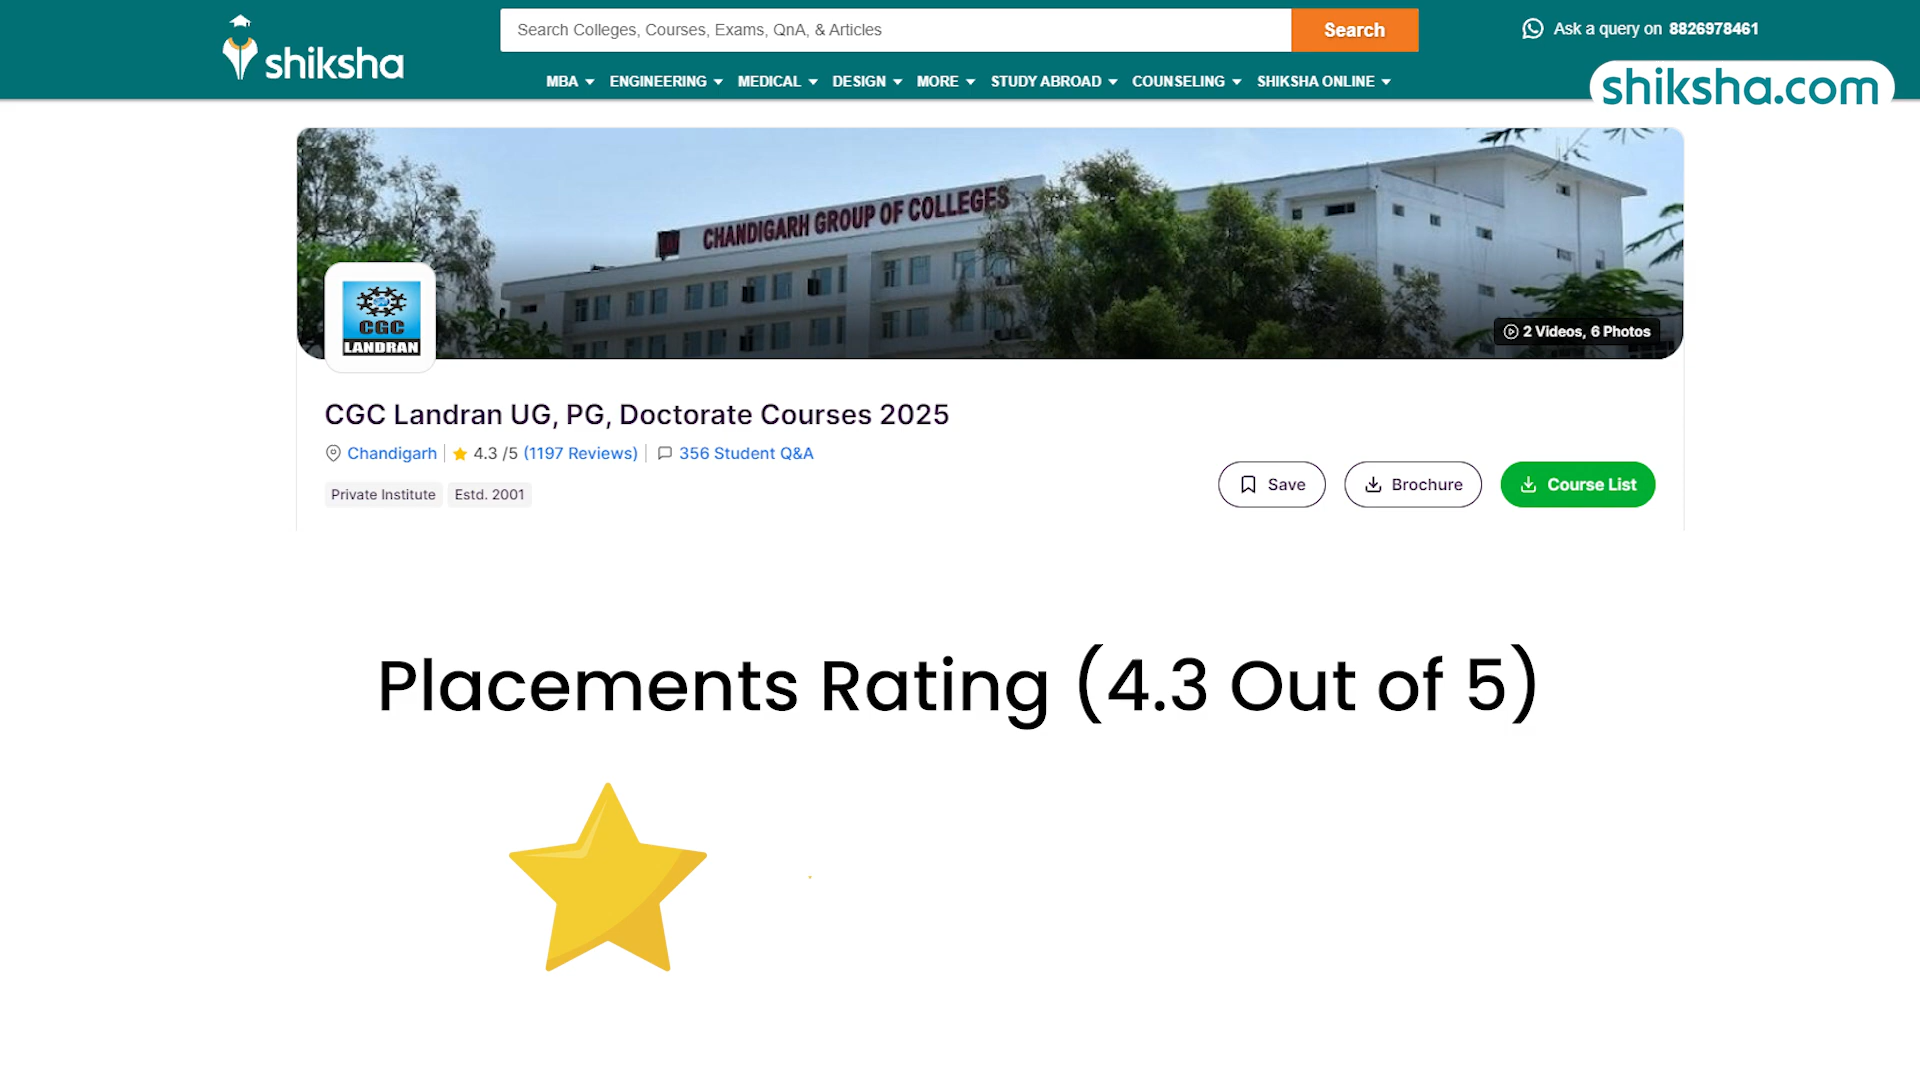 shiksha
Search Colleges, Courses, Exams, QnA, & Articles
Search
Ask a query on 8826978461
MBA
ENGINEERING
MEDICAL
DESIGN
MORE
STUDY ABROAD
COUNSELING
SHIKSHA ONLINE
shiksha.com
CHANDIGARH GROUP OF COLLEGES
CGC
LANDRAN
2 Videos, 6 Photos
CGC Landran UG, PG, Doctorate Courses 2025
Chandigarh
4.3 /5 (1197 Reviews)
356 Student Q&A
Private Institute
Estd. 2001
Save
Brochure
Course List
Placements Rating (4.3 Out of 5)